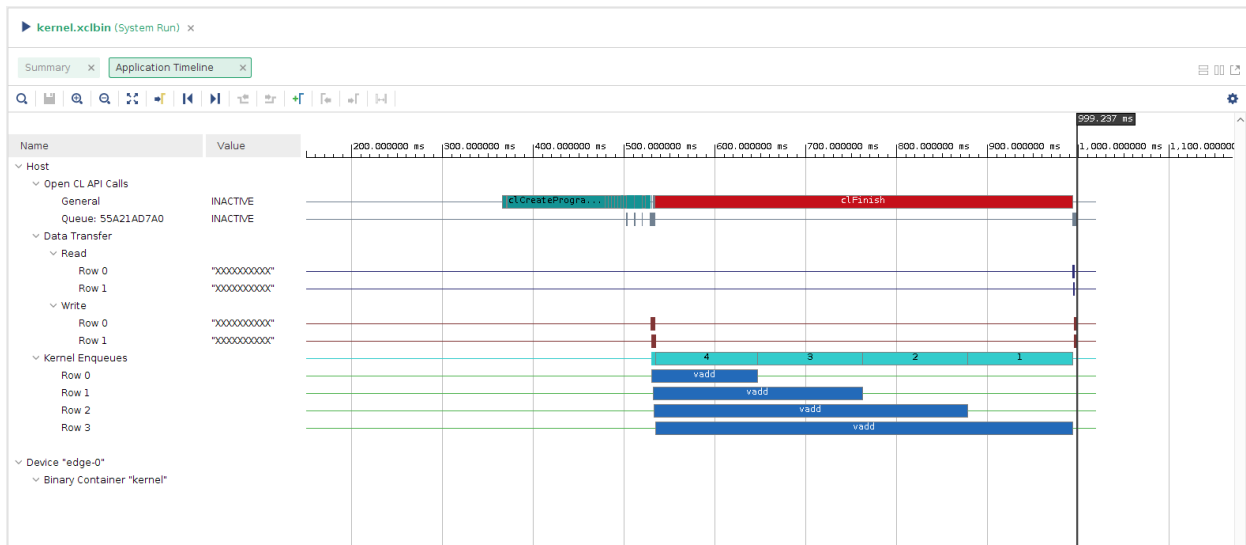 kernel.xclbin (System Run) ×
Summary × Application Timeline ×
999.237 ms
Name Value
200.000000 ms 300.000000 ms 400.000000 ms 500.000000 ms 600.000000 ms 700.000000 ms 800.000000 ms 900.000000 ms 1,000.000000 ms 1,100.000000
Host
Open CL API Calls
General INACTIVE clCreateProgra... clFinish
Queue: 55A21AD7A0 INACTIVE
Data Transfer
Read
Row 0 "XXXXXXXXXX"
Row 1 "XXXXXXXXXX"
Write
Row 0 "XXXXXXXXXX"
Row 1 "XXXXXXXXXX"
Kernel Enqueues 4 3 2 1
Row 0 vadd
Row 1 vadd
Row 2 vadd
Row 3 vadd
Device "edge-0"
Binary Container "kernel"